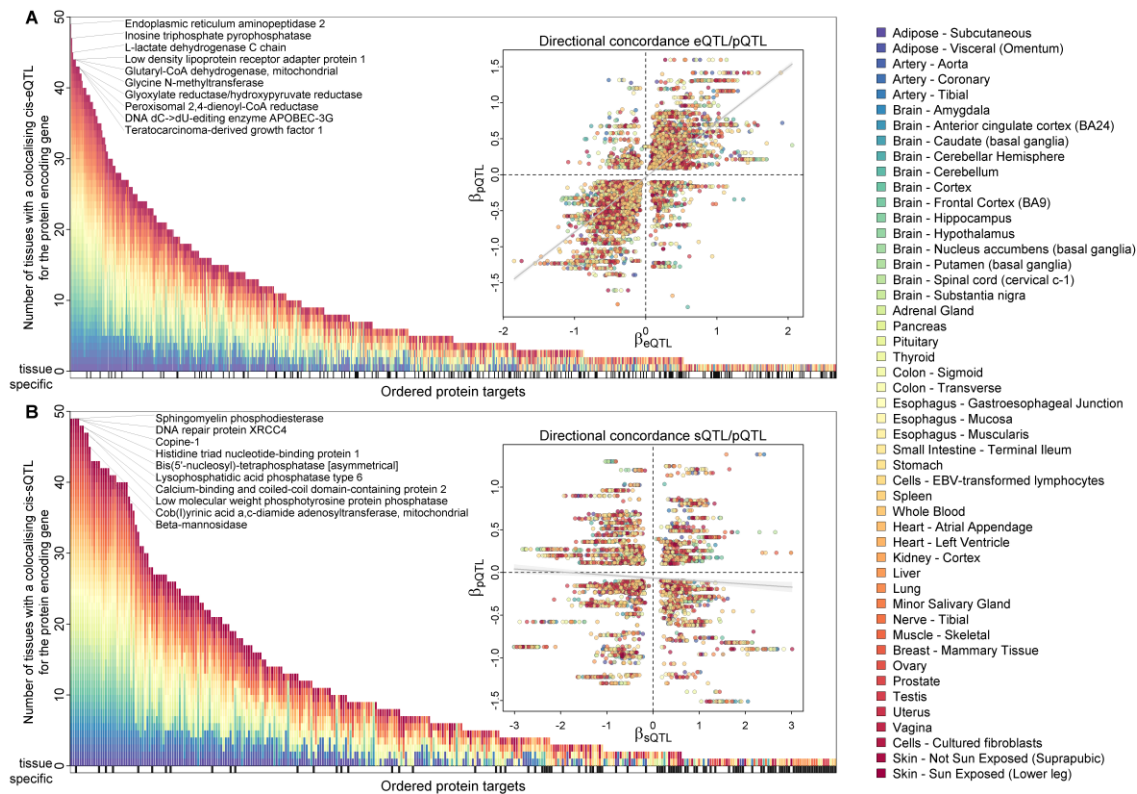 A
Number of tissues with a colocalising cis-eQTL
for the protein encoding gene
50
40
30
20
10
0
tissue
specific
Endoplasmic reticulum aminopeptidase 2
Inosine triphosphate pyrophosphatase
L-lactate dehydrogenase C chain
Low density lipoprotein receptor adapter protein 1
Glutaryl-CoA dehydrogenase, mitochondrial
Glycine N-methyltransferase
Glyoxylate reductase/hydroxypyruvate reductase
Peroxisomal 2,4-dienoyl-CoA reductase
DNA dC->dU-editing enzyme APOBEC-3G
Teratocarcinoma-derived growth factor 1
Directional concordance eQTL/pQTL
βpQTL
1.5
1.0
0.5
0.0
-0.5
-1.0
-1.5
-2 -1 0 1 2
βeQTL
Ordered protein targets
B
Number of tissues with a colocalising cis-sQTL
for the protein encoding gene
50
40
30
20
10
0
tissue
specific
Sphingomyelin phosphodiesterase
DNA repair protein XRCC4
Copine-1
Histidine triad nucleotide-binding protein 1
Bis(5'-nucleosyl)-tetraphosphatase [asymmetrical]
Lysophosphatidic acid phosphatase type 6
Calcium-binding and coiled-coil domain-containing protein 2
Low molecular weight phosphotyrosine protein phosphatase
Cob(I)yrinic acid a,c-diamide adenosyltransferase, mitochondrial
Beta-mannosidase
Directional concordance sQTL/pQTL
βpQTL
1.0
0.5
0.0
-0.5
-1.0
-1.5
-3 -2 -1 0 1 2 3
βsQTL
Ordered protein targets
Adipose - Subcutaneous
Adipose - Visceral (Omentum)
Artery - Aorta
Artery - Coronary
Artery - Tibial
Brain - Amygdala
Brain - Anterior cingulate cortex (BA24)
Brain - Caudate (basal ganglia)
Brain - Cerebellar Hemisphere
Brain - Cerebellum
Brain - Cortex
Brain - Frontal Cortex (BA9)
Brain - Hippocampus
Brain - Hypothalamus
Brain - Nucleus accumbens (basal ganglia)
Brain - Putamen (basal ganglia)
Brain - Spinal cord (cervical c-1)
Brain - Substantia nigra
Adrenal Gland
Pancreas
Pituitary
Thyroid
Colon - Sigmoid
Colon - Transverse
Esophagus - Gastroesophageal Junction
Esophagus - Mucosa
Esophagus - Muscularis
Small Intestine - Terminal Ileum
Stomach
Cells - EBV-transformed lymphocytes
Spleen
Whole Blood
Heart - Atrial Appendage
Heart - Left Ventricle
Kidney - Cortex
Liver
Lung
Minor Salivary Gland
Nerve - Tibial
Muscle - Skeletal
Breast - Mammary Tissue
Ovary
Prostate
Testis
Uterus
Vagina
Cells - Cultured fibroblasts
Skin - Not Sun Exposed (Suprapubic)
Skin - Sun Exposed (Lower leg)